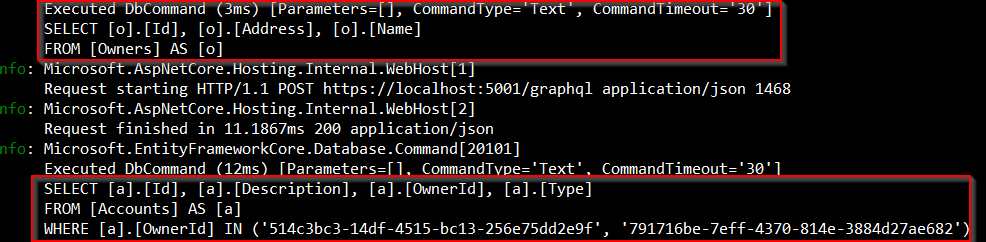 Executed DbCommand (3ms) [Parameters=[], CommandType='Text', CommandTimeout='30']
SELECT [o].[Id], [o].[Address], [o].[Name]
FROM [Owners] AS [o]
nfo: Microsoft.AspNetCore.Hosting.Internal.WebHost[1]
Request starting HTTP/1.1 POST https://localhost:5001/graphql application/json 1468
nfo: Microsoft.AspNetCore.Hosting.Internal.WebHost[2]
Request finished in 11.1867ms 200 application/json
nfo: Microsoft.EntityFrameworkCore.Database.Command[20101]
Executed DbCommand (12ms) [Parameters=[], CommandType='Text', CommandTimeout='30']
SELECT [a].[Id], [a].[Description], [a].[OwnerId], [a].[Type]
FROM [Accounts] AS [a]
WHERE [a].[OwnerId] IN ('514c3bc3-14df-4515-bc13-256e75dd2e9f', '791716be-7eff-4370-814e-3884d27ae682')